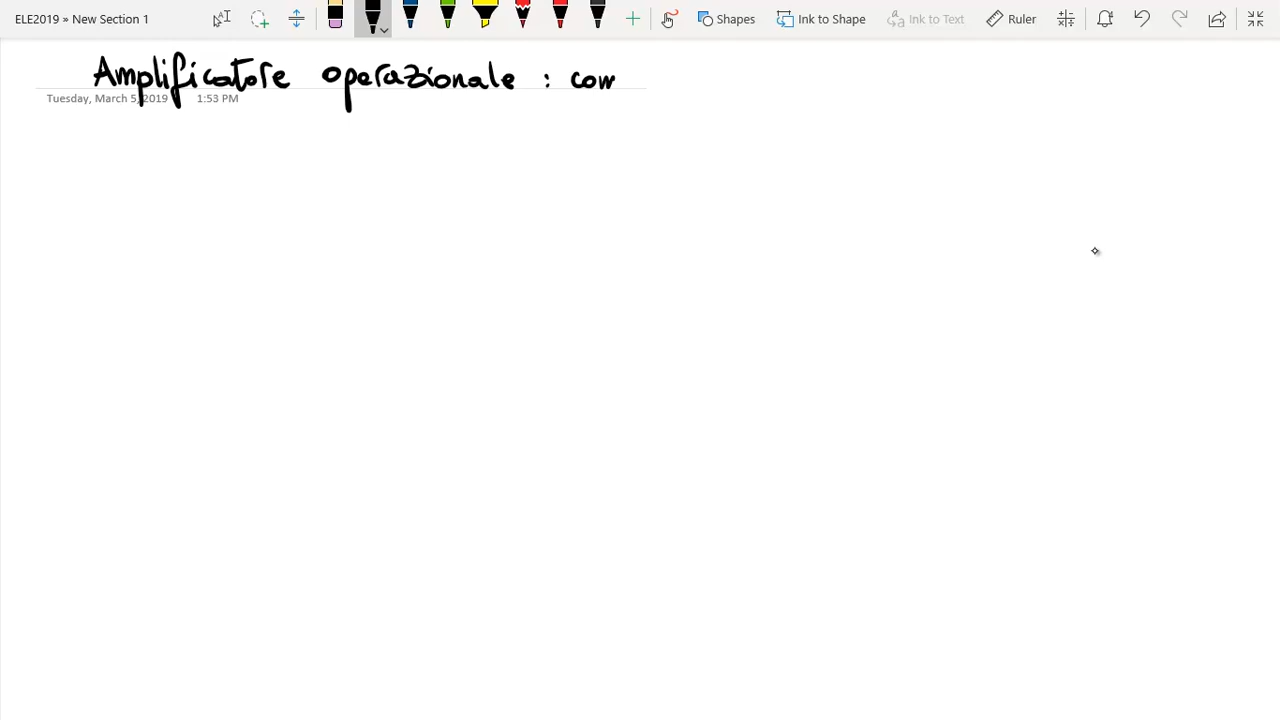 ELE2019 » New Section 1
Shapes
Ink to Shape
Ink to Text
Ruler
Amplificatore operazionale : com
Tuesday, March 5, 2019 1:53 PM